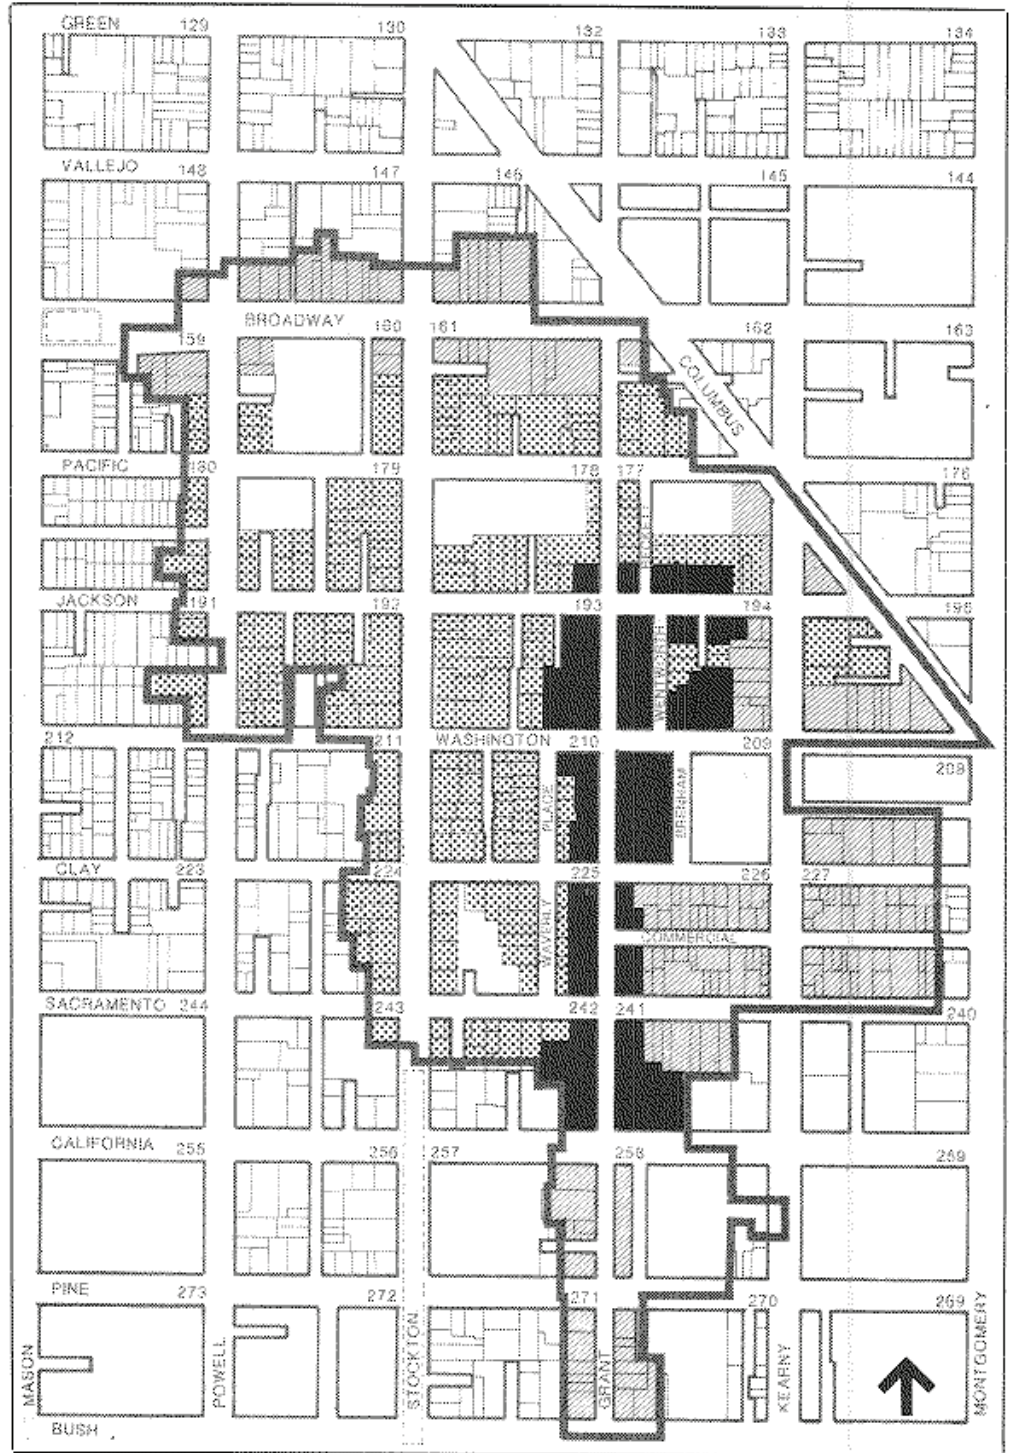 GREEN 129 130 132 133 134
VALLEJO 148 147 146 145 144
BROADWAY
159 160 161 162 163
COLUMBUS
PACIFIC 180 179 178 177 176
JACKSON 191 192 193 194 195
WENTWORTH
212 211 WASHINGTON 210 209 208
PLACE
BRENHAM
CLAY 223 224 225 226 227
WAVERLY
COMMERCIAL
SACRAMENTO 244 243 242 241 240
CALIFORNIA 255 256 257 258 259
PINE 273 272 271 270 269
MASON
POWELL
STOCKTON
GRANT
KEARNY
MONTGOMERY
BUSH